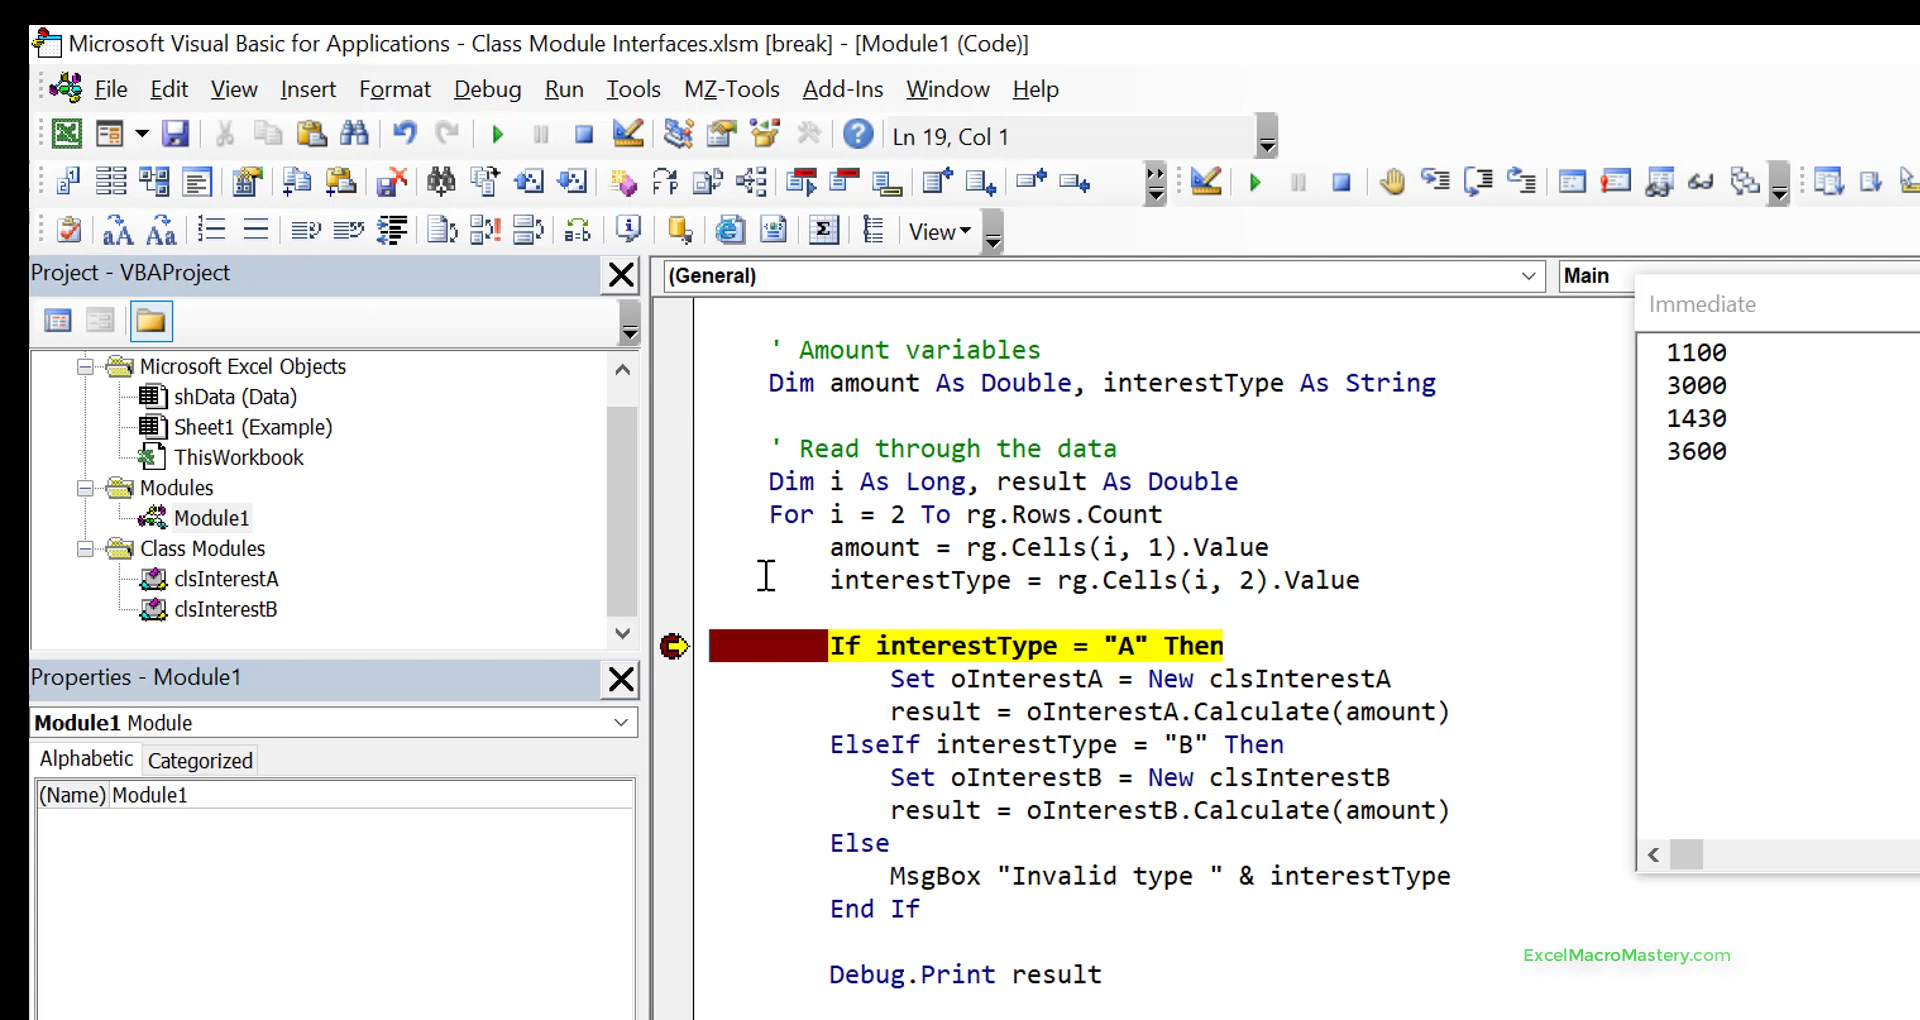 Microsoft Visual Basic for Applications - Class Module Interfaces.xlsm [break] - [Module1 (Code)]
File Edit View Insert Format Debug Run Tools MZ-Tools Add-Ins Window Help
Ln 19, Col 1
View
Project - VBAProject
(General)
Main
Immediate
Microsoft Excel Objects
shData (Data)
Sheet1 (Example)
ThisWorkbook
Modules
Module1
Class Modules
clsInterestA
clsInterestB
Properties - Module1
Module1 Module
Alphabetic Categorized
(Name) Module1
' Amount variables
Dim amount As Double, interestType As String
' Read through the data
Dim i As Long, result As Double
For i = 2 To rg.Rows.Count
amount = rg.Cells(i, 1).Value
interestType = rg.Cells(i, 2).Value
If interestType = "A" Then
Set oInterestA = New clsInterestA
result = oInterestA.Calculate(amount)
ElseIf interestType = "B" Then
Set oInterestB = New clsInterestB
result = oInterestB.Calculate(amount)
Else
MsgBox "Invalid type " & interestType
End If
Debug.Print result
1100
3000
1430
3600
ExcelMacroMastery.com